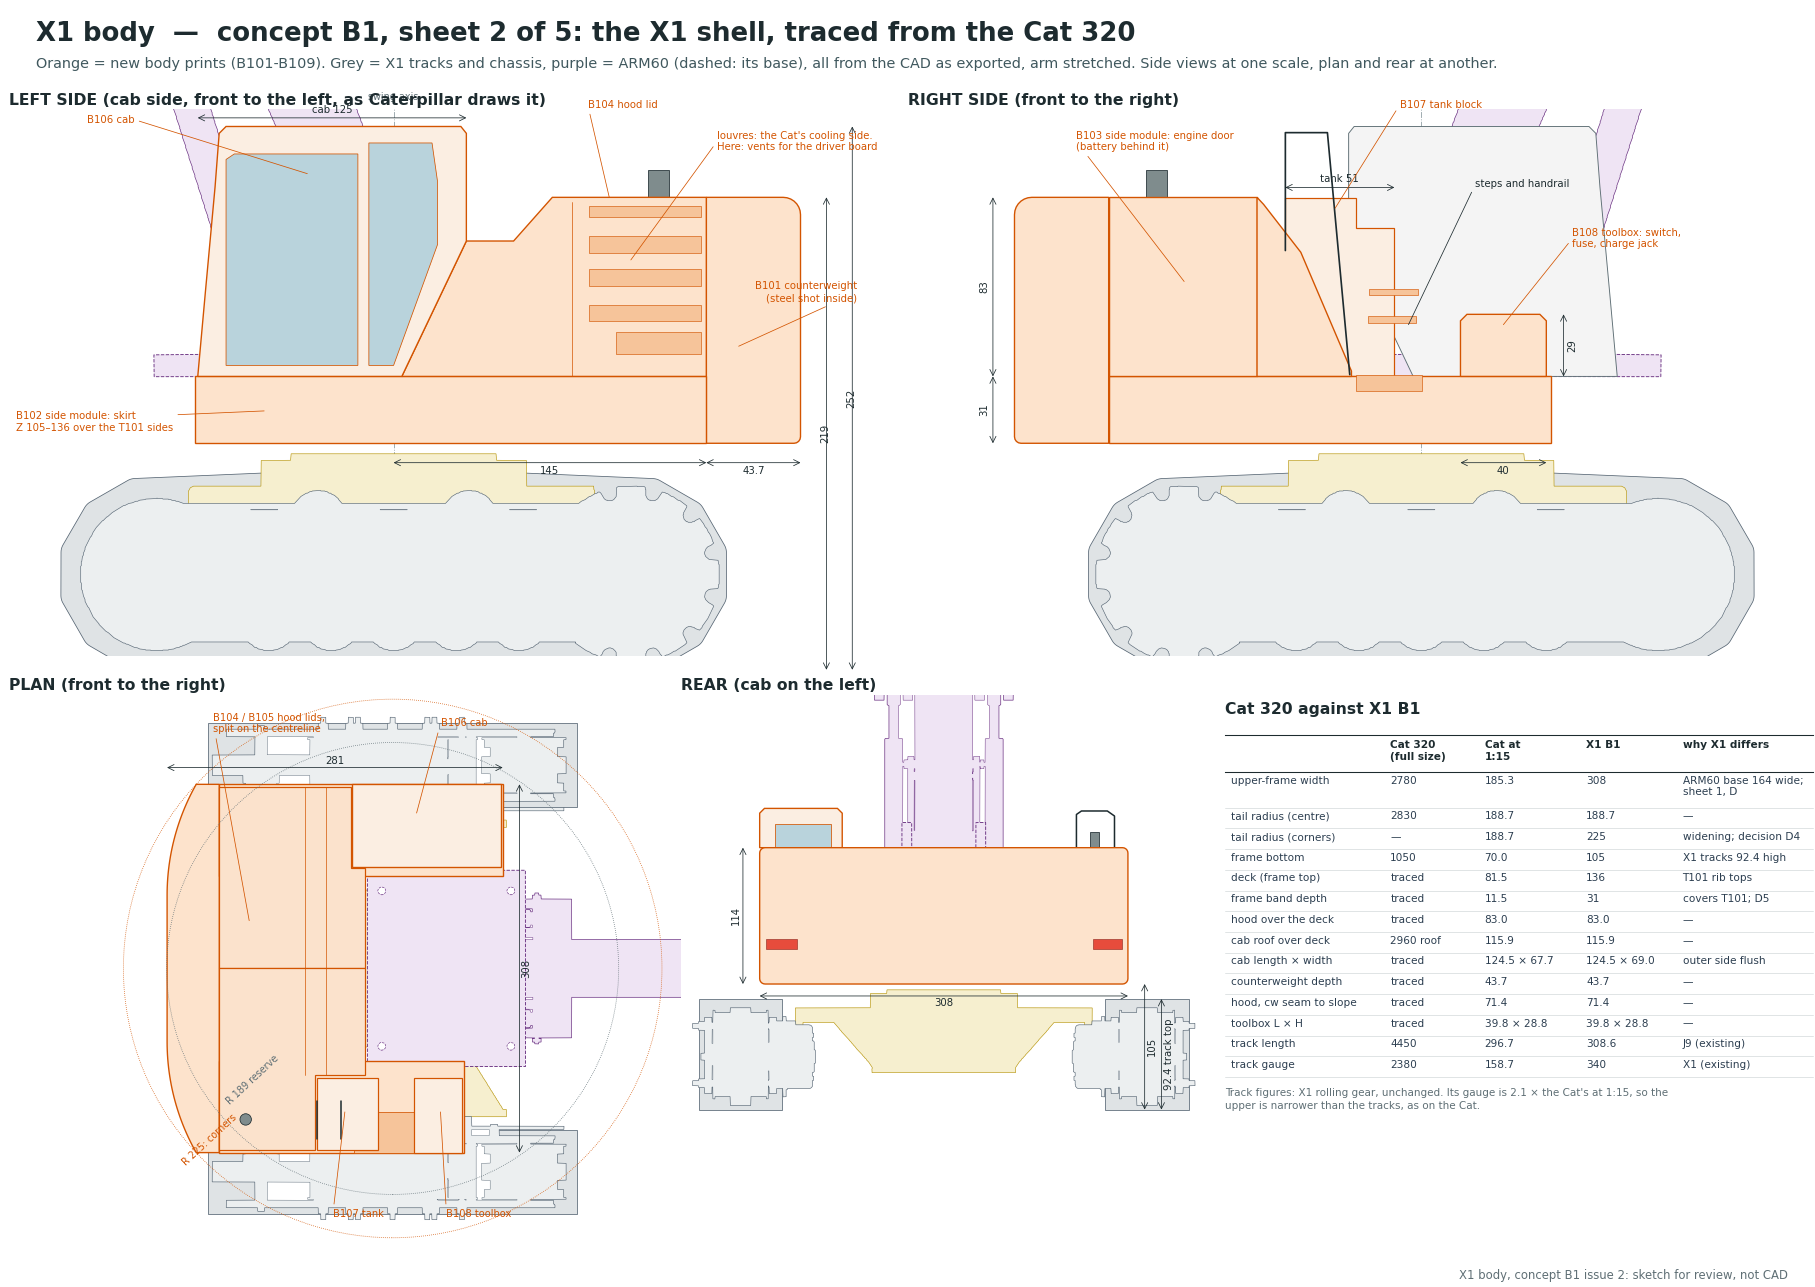 X1 body — concept B1, sheet 2 of 5: the X1 shell, traced from the Cat 320
Orange = new body prints (B101-B109). Grey = X1 tracks and chassis, purple = ARM60 (dashed: its base), all from the CAD as exported, arm stretched. Side views at one scale, plan and rear at another.
LEFT SIDE (cab side, front to the left, as Caterpillar draws it)
swing axis
cab 125
B106 cab
B104 hood lid
louvres: the Cat's cooling side.
Here: vents for the driver board
B101 counterweight
(steel shot inside)
B102 side module: skirt
Z 105–136 over the T101 sides
252
219
145
43.7
RIGHT SIDE (front to the right)
B107 tank block
B103 side module: engine door
(battery behind it)
tank 51
steps and handrail
B108 toolbox: switch,
fuse, charge jack
83
31
29
40
PLAN (front to the right)
B104 / B105 hood lids,
split on the centreline
B106 cab
281
308
R 189 reserve
R 225: corners
B107 tank
B108 toolbox
REAR (cab on the left)
114
308
105
92.4 track top
Cat 320 against X1 B1
Cat 320 (full size) Cat at 1:15 X1 B1 why X1 differs
upper-frame width 2780 185.3 308 ARM60 base 164 wide;
sheet 1, D
tail radius (centre) 2830 188.7 188.7 —
tail radius (corners) — 188.7 225 widening; decision D4
frame bottom 1050 70.0 105 X1 tracks 92.4 high
deck (frame top) traced 81.5 136 T101 rib tops
frame band depth traced 11.5 31 covers T101; D5
hood over the deck traced 83.0 83.0 —
cab roof over deck 2960 roof 115.9 115.9 —
cab length × width traced 124.5 × 67.7 124.5 × 69.0 outer side flush
counterweight depth traced 43.7 43.7 —
hood, cw seam to slope traced 71.4 71.4 —
toolbox L × H traced 39.8 × 28.8 39.8 × 28.8 —
track length 4450 296.7 308.6 J9 (existing)
track gauge 2380 158.7 340 X1 (existing)
Track figures: X1 rolling gear, unchanged. Its gauge is 2.1 × the Cat's at 1:15, so the
upper is narrower than the tracks, as on the Cat.
X1 body, concept B1 issue 2: sketch for review, not CAD